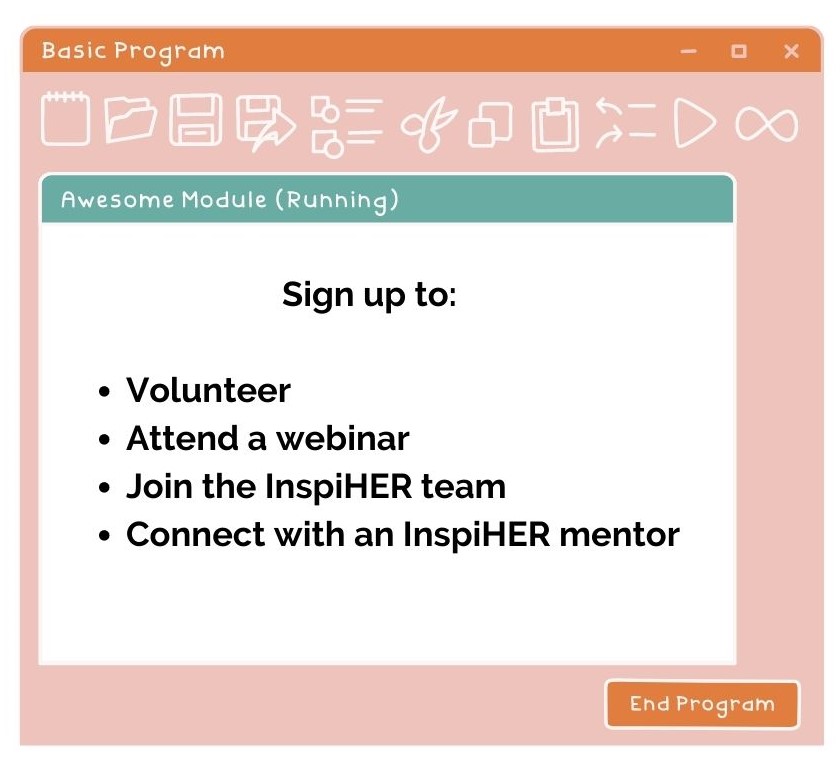 Basic Program
Awesome Module (Running)
Sign up to:
• Volunteer
• Attend a webinar
• Join the InspiHER team
• Connect with an InspiHER mentor
End Program